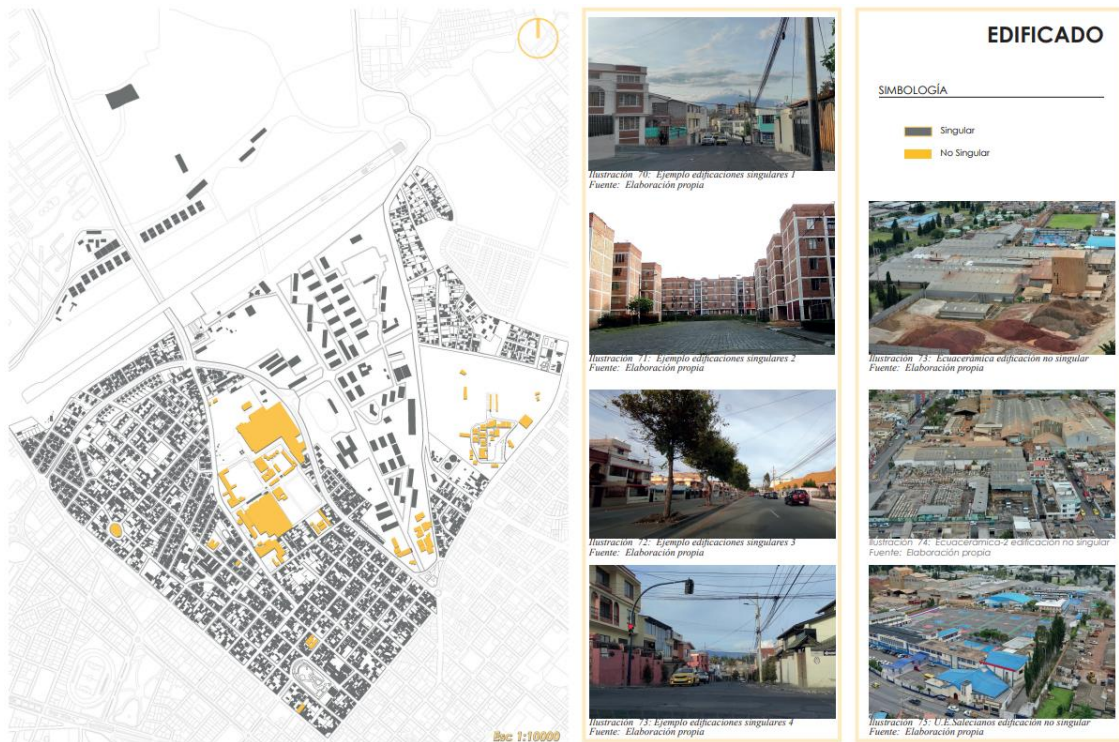 Esc 1:10000
Ilustración 70: Ejemplo edificaciones singulares 1
Fuente: Elaboración propia
Ilustración 71: Ejemplo edificaciones singulares 2
Fuente: Elaboración propia
Ilustración 72: Ejemplo edificaciones singulares 3
Fuente: Elaboración propia
Ilustración 73: Ejemplo edificaciones singulares 4
Fuente: Elaboración propia
EDIFICADO
SIMBOLOGÍA
Singular
No Singular
Ilustración 73: Ecuacerámica edificación no singular
Fuente: Elaboración propia
Ilustración 74: Ecuacerámica-2 edificación no singular
Fuente: Elaboración propia
Ilustración 75: U.E.Salecianos edificación no singular
Fuente: Elaboración propia